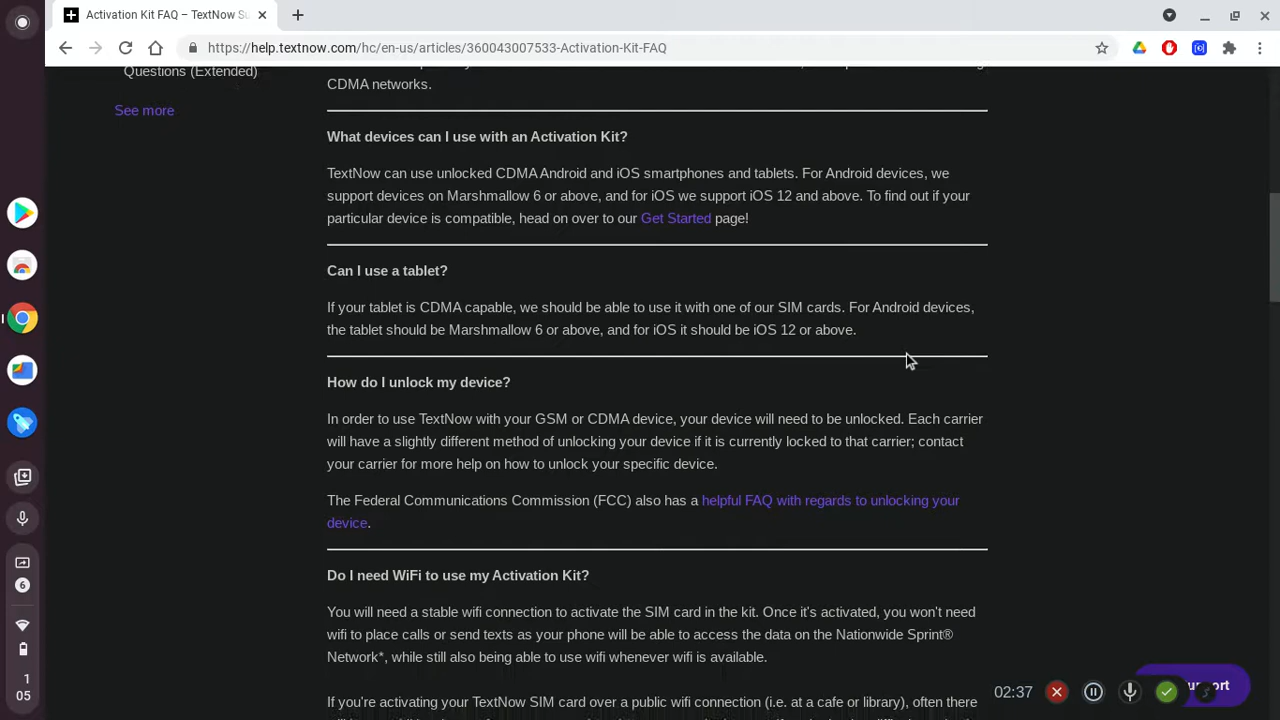 Activation Kit FAQ – TextNow Su
https://help.textnow.com/hc/en-us/articles/360043007533-Activation-Kit-FAQ
Questions (Extended)
See more
CDMA networks.
What devices can I use with an Activation Kit?
TextNow can use unlocked CDMA Android and iOS smartphones and tablets. For Android devices, we
support devices on Marshmallow 6 or above, and for iOS we support iOS 12 and above. To find out if your
particular device is compatible, head on over to our Get Started page!
Can I use a tablet?
If your tablet is CDMA capable, we should be able to use it with one of our SIM cards. For Android devices,
the tablet should be Marshmallow 6 or above, and for iOS it should be iOS 12 or above.
How do I unlock my device?
In order to use TextNow with your GSM or CDMA device, your device will need to be unlocked. Each carrier
will have a slightly different method of unlocking your device if it is currently locked to that carrier; contact
your carrier for more help on how to unlock your specific device.
The Federal Communications Commission (FCC) also has a helpful FAQ with regards to unlocking your
device.
Do I need WiFi to use my Activation Kit?
You will need a stable wifi connection to activate the SIM card in the kit. Once it's activated, you won't need
wifi to place calls or send texts as your phone will be able to access the data on the Nationwide Sprint®
Network*, while still also being able to use wifi whenever wifi is available.
If you're activating your TextNow SIM card over a public wifi connection (i.e. at a cafe or library), often there
6
1
05
02:37